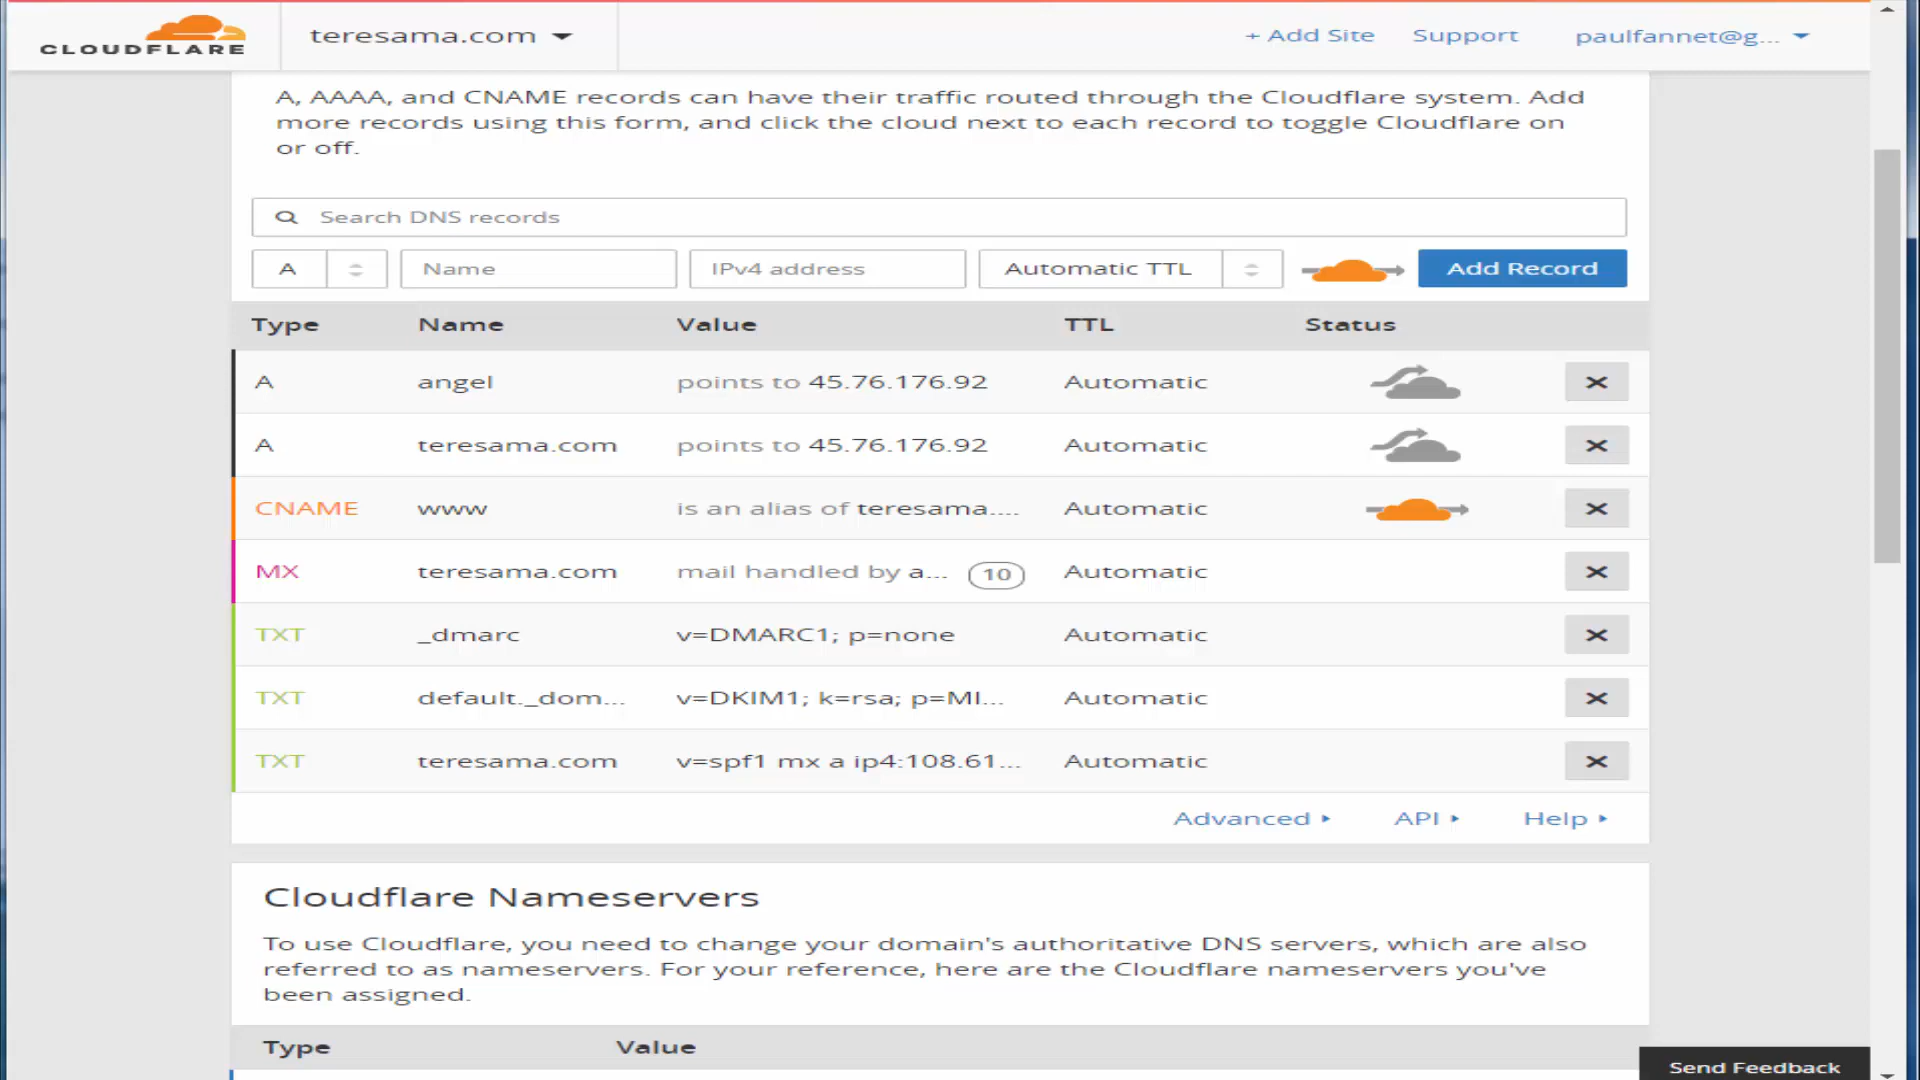 CLOUDFLARE
teresama.com
+ Add Site
Support
paulfannet@g...
A, AAAA, and CNAME records can have their traffic routed through the Cloudflare system. Add
more records using this form, and click the cloud next to each record to toggle Cloudflare on
or off.
Search DNS records
A Name IPv4 address Automatic TTL Add Record
Type Name Value TTL Status
A angel points to 45.76.176.92 Automatic
A teresama.com points to 45.76.176.92 Automatic
CNAME www is an alias of teresama.... Automatic
MX teresama.com mail handled by a... 10 Automatic
TXT _dmarc v=DMARC1; p=none Automatic
TXT default._dom... v=DKIM1; k=rsa; p=MI... Automatic
TXT teresama.com v=spf1 mx a ip4:108.61... Automatic
Advanced API Help
Cloudflare Nameservers
To use Cloudflare, you need to change your domain's authoritative DNS servers, which are also
referred to as nameservers. For your reference, here are the Cloudflare nameservers you've
been assigned.
Type Value
Send Feedback